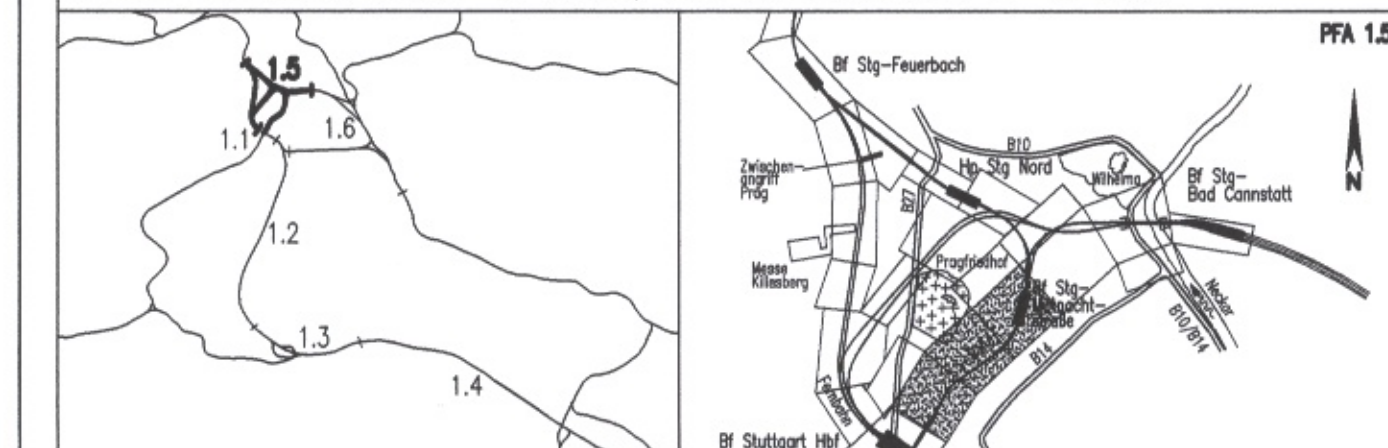 1.5
1.1
1.6
1.2
1.3
1.4
PFA 1.5
Bf Stg-Feuerbach
N
B10
Hp Stg Nord
Wilhelma
Bf Stg-
Bad Cannstatt
Zwischen-
angriff
Prag
B27
Messe
Killesberg
Pragfriedhof
Bf Stg-
straße
Neckar
B10/B14
B14
Fernbahn
Bf Stuttgart Hbf